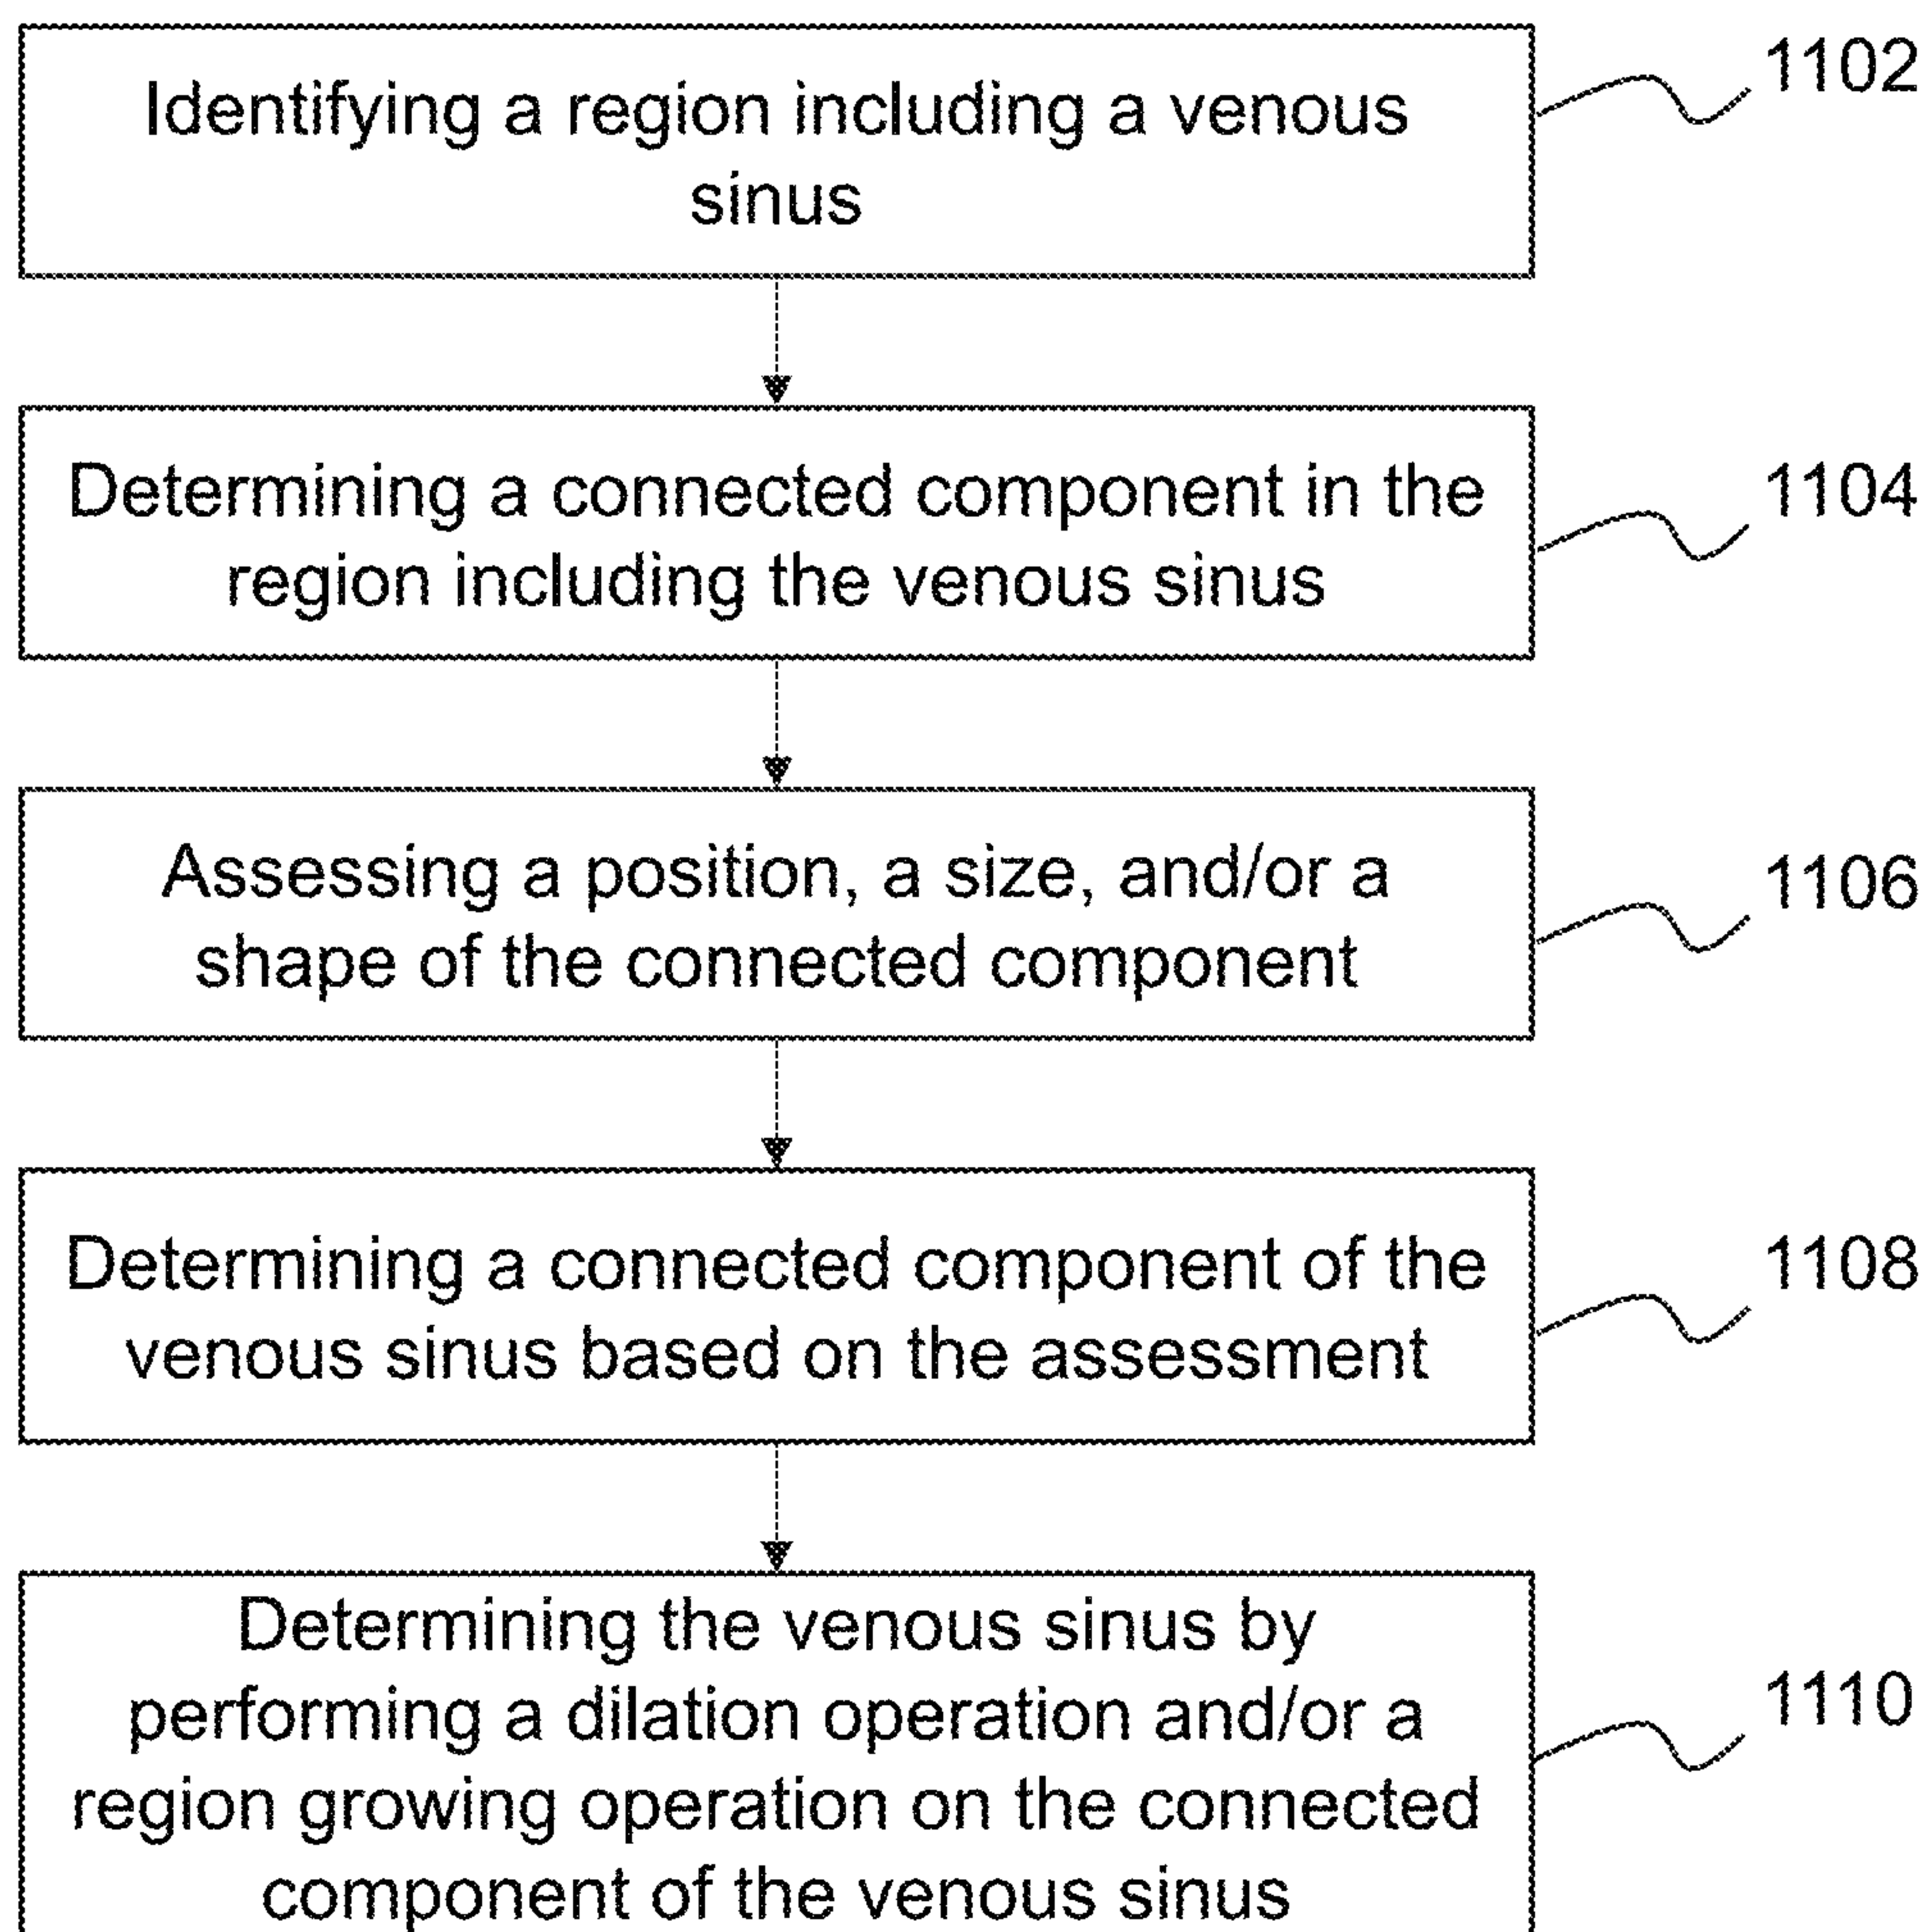 Identifying a region including a venous
sinus
1102
Determining a connected component in the
region including the venous sinus
1104
Assessing a position, a size, and/or a
shape of the connected component
1106
Determining a connected component of the
venous sinus based on the assessment
1108
Determining the venous sinus by
performing a dilation operation and/or a
region growing operation on the connected
component of the venous sinus
1110